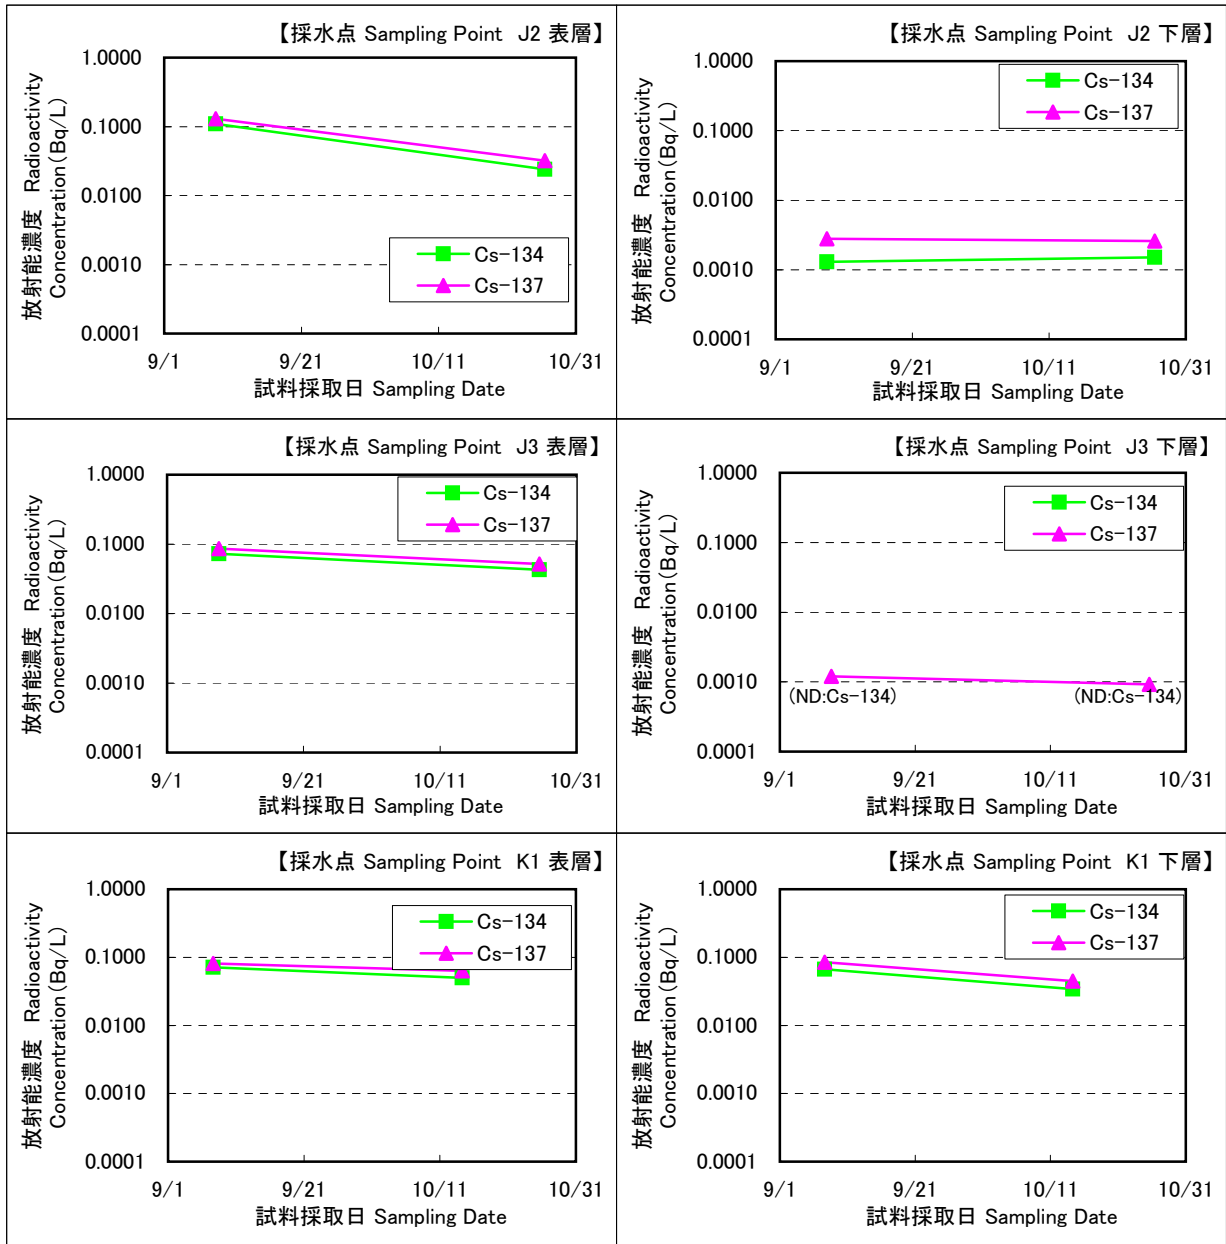 【採水点 Sampling Point J2 表層】
1.0000
0.1000
0.0100
0.0010
0.0001
放射能濃度 Radioactivity
Concentration(Bq/L)
Cs-134
Cs-137
9/1 9/21 10/11 10/31
試料採取日 Sampling Date
【採水点 Sampling Point J2 下層】
1.0000
0.1000
0.0100
0.0010
0.0001
放射能濃度 Radioactivity
Concentration(Bq/L)
Cs-134
Cs-137
9/1 9/21 10/11 10/31
試料採取日 Sampling Date
【採水点 Sampling Point J3 表層】
1.0000
0.1000
0.0100
0.0010
0.0001
放射能濃度 Radioactivity
Concentration(Bq/L)
Cs-134
Cs-137
9/1 9/21 10/11 10/31
試料採取日 Sampling Date
【採水点 Sampling Point J3 下層】
1.0000
0.1000
0.0100
0.0010
0.0001
放射能濃度 Radioactivity
Concentration(Bq/L)
Cs-134
Cs-137
(ND:Cs-134) (ND:Cs-134)
9/1 9/21 10/11 10/31
試料採取日 Sampling Date
【採水点 Sampling Point K1 表層】
1.0000
0.1000
0.0100
0.0010
0.0001
放射能濃度 Radioactivity
Concentration(Bq/L)
Cs-134
Cs-137
9/1 9/21 10/11 10/31
試料採取日 Sampling Date
【採水点 Sampling Point K1 下層】
1.0000
0.1000
0.0100
0.0010
0.0001
放射能濃度 Radioactivity
Concentration(Bq/L)
Cs-134
Cs-137
9/1 9/21 10/11 10/31
試料採取日 Sampling Date